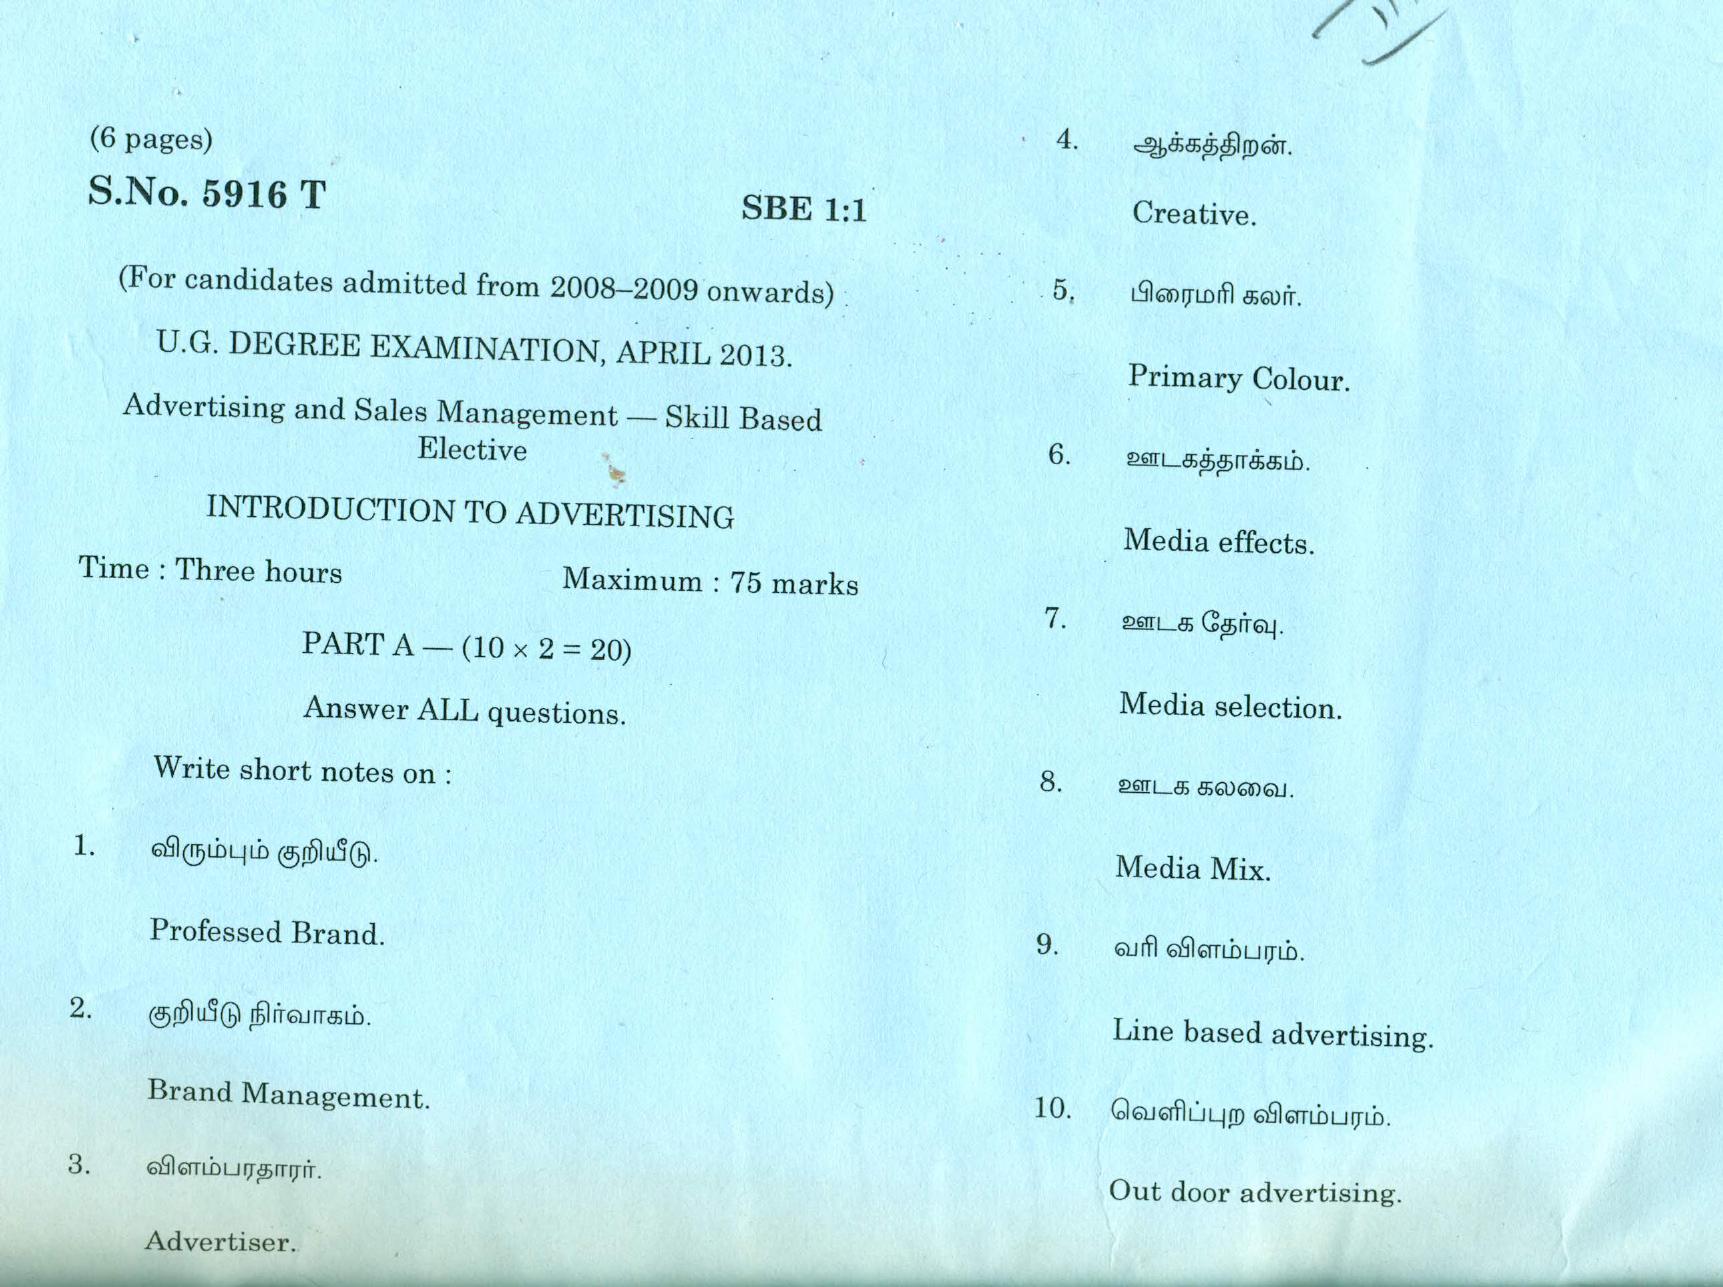 (6 pages)
S.No. 5916 T
SBE 1:1
(For candidates admitted from 2008–2009 onwards)
U.G. DEGREE EXAMINATION, APRIL 2013.
Advertising and Sales Management — Skill Based
Elective
INTRODUCTION TO ADVERTISING
Time : Three hours
Maximum : 75 marks
PART A — (10 × 2 = 20)
Answer ALL questions.
Write short notes on :
1. விரும்பும் குறியீடு.
Professed Brand.
2. குறியீடு நிர்வாகம்.
Brand Management.
3. விளம்பரதாரர்.
Advertiser.
4. ஆக்கத்திறன்.
Creative.
5. பிரைமரி கலர்.
Primary Colour.
6. ஊடகத்தாக்கம்.
Media effects.
7. ஊடக தேர்வு.
Media selection.
8. ஊடக கலவை.
Media Mix.
9. வரி விளம்பரம்.
Line based advertising.
10. வெளிப்புற விளம்பரம்.
Out door advertising.